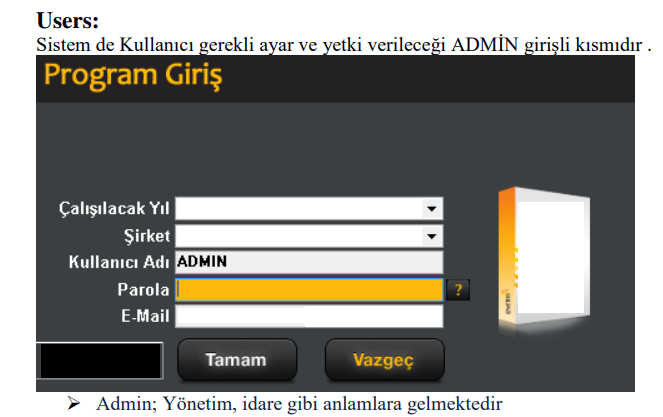 Users:
Sistem de Kullanıcı gerekli ayar ve yetki verileceği ADMİN girişli kısmıdır .
Program Giriş
Çalışılacak Yıl
Şirket
Kullanıcı Adı ADMIN
Parola ?
E-Mail
Tamam Vazgeç
➤ Admin; Yönetim, idare gibi anlamlara gelmektedir